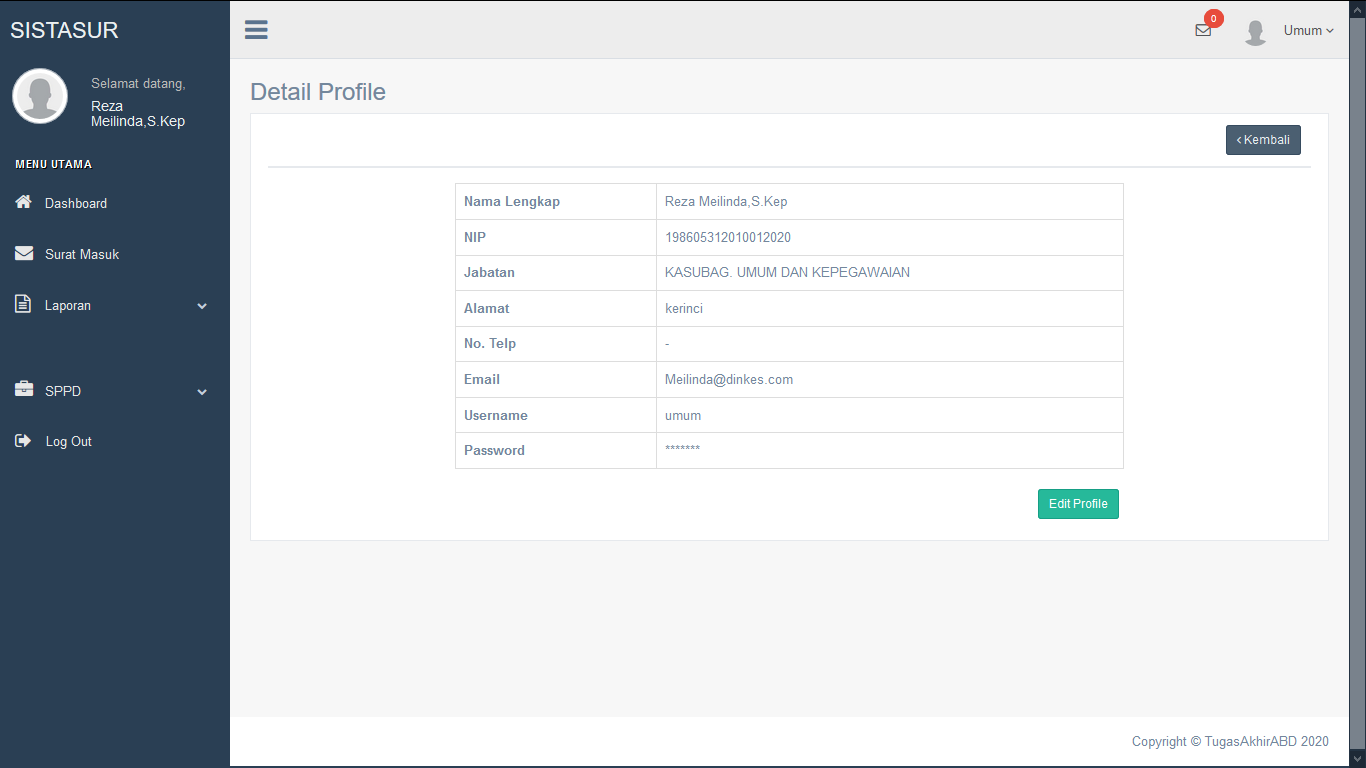 SISTASUR
0
Umum
Selamat datang,
Reza
Meilinda,S.Kep
MENU UTAMA
Dashboard
Surat Masuk
Laporan
SPPD
Log Out
Detail Profile
Kembali
Nama Lengkap Reza Meilinda,S.Kep
NIP 198605312010012020
Jabatan KASUBAG. UMUM DAN KEPEGAWAIAN
Alamat kerinci
No. Telp -
Email Meilinda@dinkes.com
Username umum
Password *******
Edit Profile
Copyright © TugasAkhirABD 2020